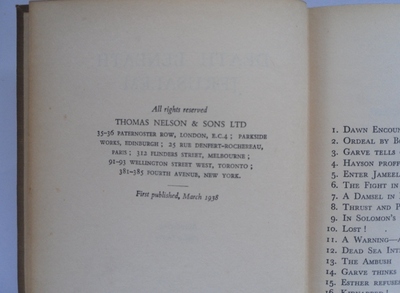 All rights reserved
THOMAS NELSON & SONS LTD
35-36 PATERNOSTER ROW, LONDON, E.C.4; PARKSIDE
WORKS, EDINBURGH; 25 RUE DENFERT-ROCHEREAU,
PARIS; 312 FLINDERS STREET, MELBOURNE;
91-93 WELLINGTON STREET WEST, TORONTO;
381-385 FOURTH AVENUE, NEW YORK.
First published, March 1938
1. DAWN ENCOUN
2. ORDEAL BY B
3. GARVE TELLS
4. HAYSON PROFF
5. ENTER JAMEEL
6. THE FIGHT IN
7. A DAMSEL IN
8. THRUST AND P
9. IN SOLOMON'S
10. LOST!
11. A WARNING—
12. DEAD SEA INT
13. THE AMBUSH
14. GARVE THINKS
15. ESTHER REFUSE